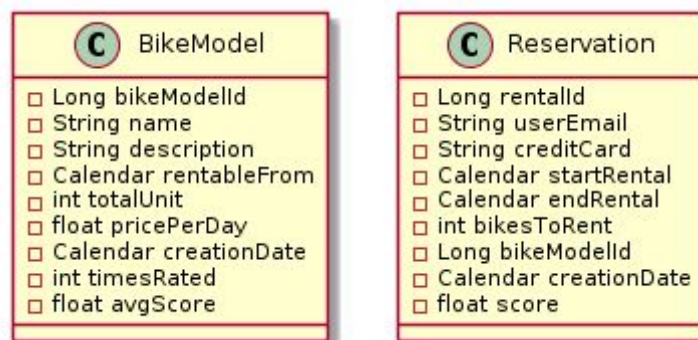 C BikeModel
Long bikeModelId
String name
String description
Calendar rentableFrom
int totalUnit
float pricePerDay
Calendar creationDate
int timesRated
float avgScore
C Reservation
Long rentalId
String userEmail
String creditCard
Calendar startRental
Calendar endRental
int bikesToRent
Long bikeModelId
Calendar creationDate
float score